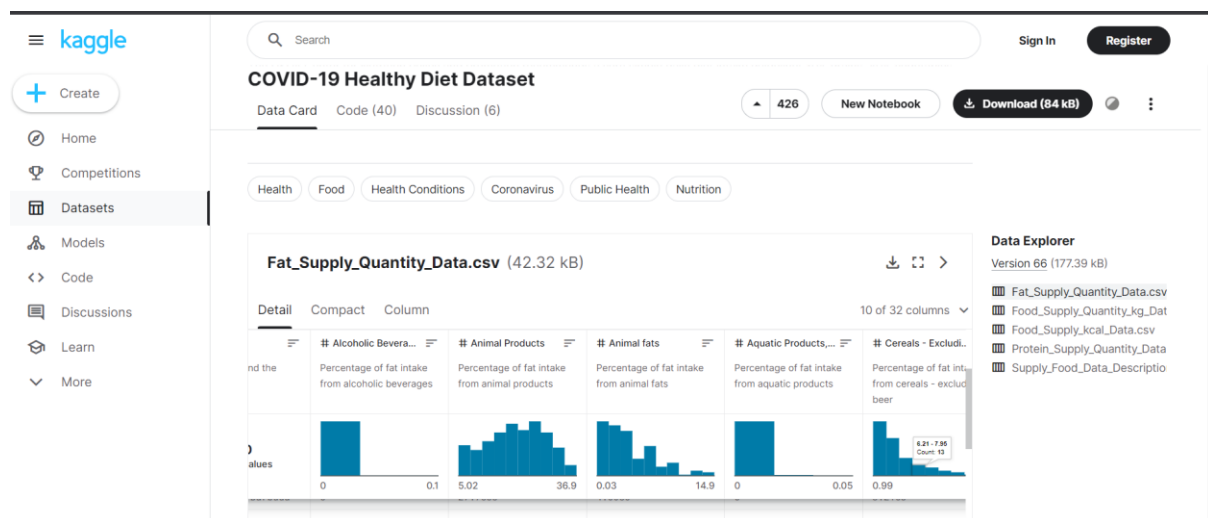 kaggle
Search
Sign In
Register
Create
Home
Competitions
Datasets
Models
Code
Discussions
Learn
More
COVID-19 Healthy Diet Dataset
Data Card Code (40) Discussion (6)
426
New Notebook
Download (84 kB)
Health Food Health Conditions Coronavirus Public Health Nutrition
Fat_Supply_Quantity_Data.csv (42.32 kB)
Detail Compact Column
10 of 32 columns
# Alcoholic Bevera... # Animal Products # Animal fats # Aquatic Products,... # Cereals - Excludi..
nd the Percentage of fat intake Percentage of fat intake Percentage of fat intake Percentage of fat intake Percentage of fat int
from alcoholic beverages from animal products from animal fats from aquatic products from cereals - exclud
beer
6.21 - 7.95
Count: 13
alues
0 0.1 5.02 36.9 0.03 14.9 0 0.05 0.99
Data Explorer
Version 66 (177.39 kB)
Fat_Supply_Quantity_Data.csv
Food_Supply_Quantity_kg_Dat
Food_Supply_kcal_Data.csv
Protein_Supply_Quantity_Data
Supply_Food_Data_Descriptio